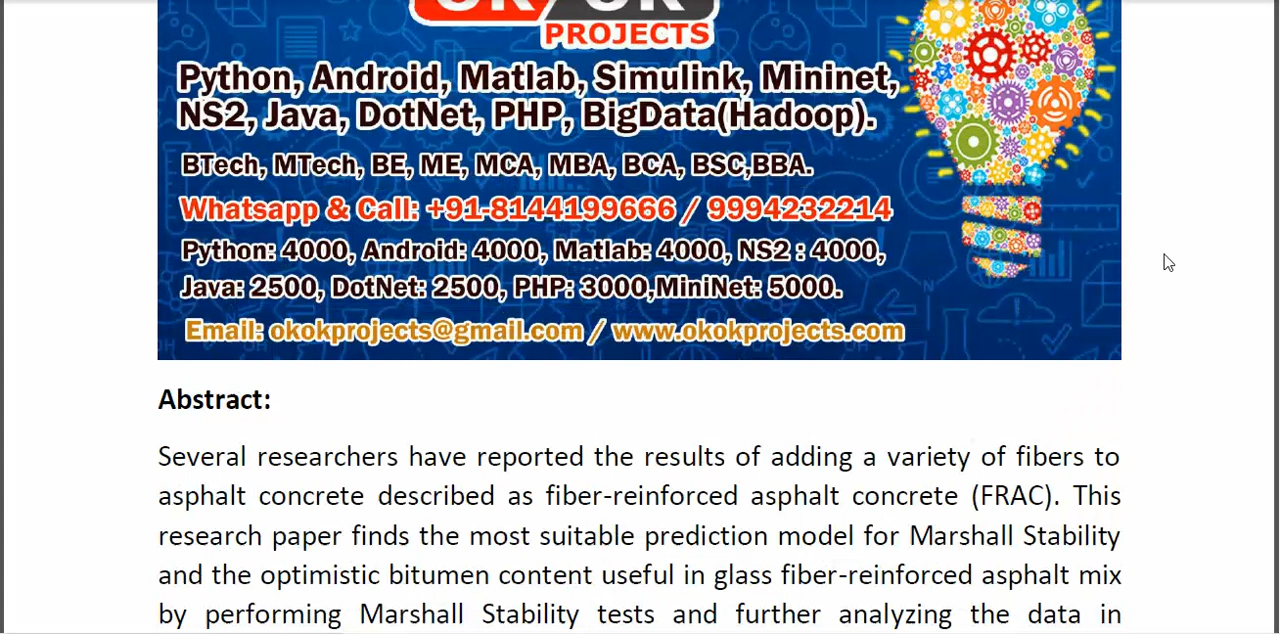 OK/OK
PROJECTS
Python, Android, Matlab, Simulink, Mininet,
NS2, Java, DotNet, PHP, BigData(Hadoop).
BTech, MTech, BE, ME, MCA, MBA, BCA, BSC,BBA.
Whatsapp & Call: +91-8144199666 / 9994232214
Python: 4000, Android: 4000, Matlab: 4000, NS2 : 4000,
Java: 2500, DotNet: 2500, PHP: 3000,MiniNet: 5000.
Email: okokprojects@gmail.com / www.okokprojects.com
Abstract:
Several researchers have reported the results of adding a variety of fibers to
asphalt concrete described as fiber-reinforced asphalt concrete (FRAC). This
research paper finds the most suitable prediction model for Marshall Stability
and the optimistic bitumen content useful in glass fiber-reinforced asphalt mix
by performing Marshall Stability tests and further analyzing the data in